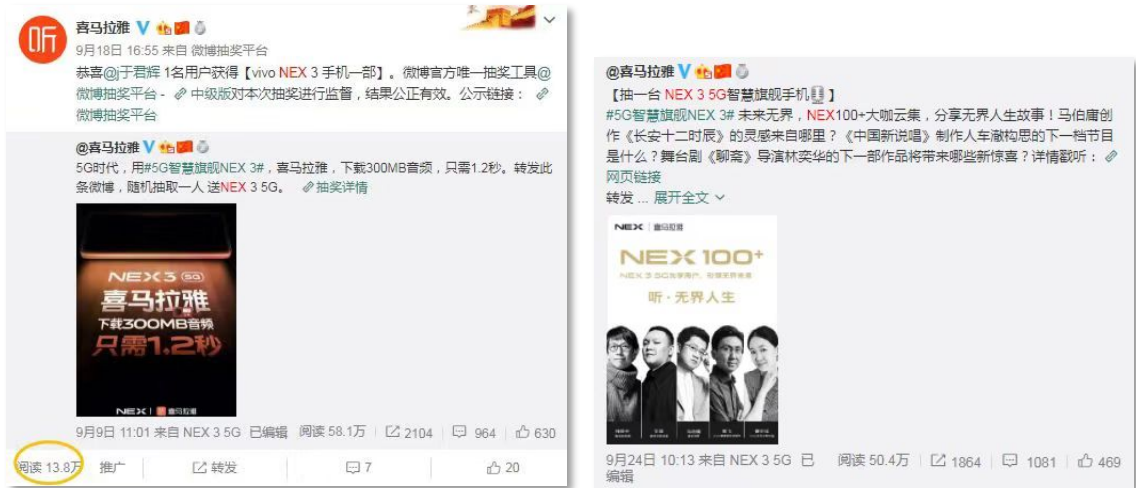 喜马拉雅
9月18日 16:55 来自 微博抽奖平台
恭喜@j于君辉 1名用户获得【vivo NEX 3 手机一部】。微博官方唯一抽奖工具@
微博抽奖平台 - 中级版对本次抽奖进行监督，结果公正有效。公示链接：
微博抽奖平台
@喜马拉雅
5G时代，用#5G智慧旗舰NEX 3#，喜马拉雅，下载300MB音频，只需1.2秒。转发此
条微博，随机抽取一人 送NEX 3 5G。 抽奖详情
NEX 3 5G
喜马拉雅
下载300MB音频
只需1.2秒
NEX | 喜马拉雅
9月9日 11:01 来自 NEX 3 5G 已编辑 阅读 58.1万 2104 964 630
阅读 13.8万 推广 转发 7 20
@喜马拉雅
【抽一台 NEX 3 5G智慧旗舰手机】
#5G智慧旗舰NEX 3# 未来无界，NEX100+大咖云集，分享无界人生故事！马伯庸创
作《长安十二时辰》的灵感来自哪里？《中国新说唱》制作人车澈构思的下一档节目
是什么？舞台剧《聊斋》导演林奕华的下一部作品将带来哪些新惊喜？详情戳听：
网页链接
转发 ... 展开全文
NEX | 喜马拉雅
NEX 100+
听·无界人生
9月24日 10:13 来自 NEX 3 5G 已
编辑
阅读 50.4万 1864 1081 469